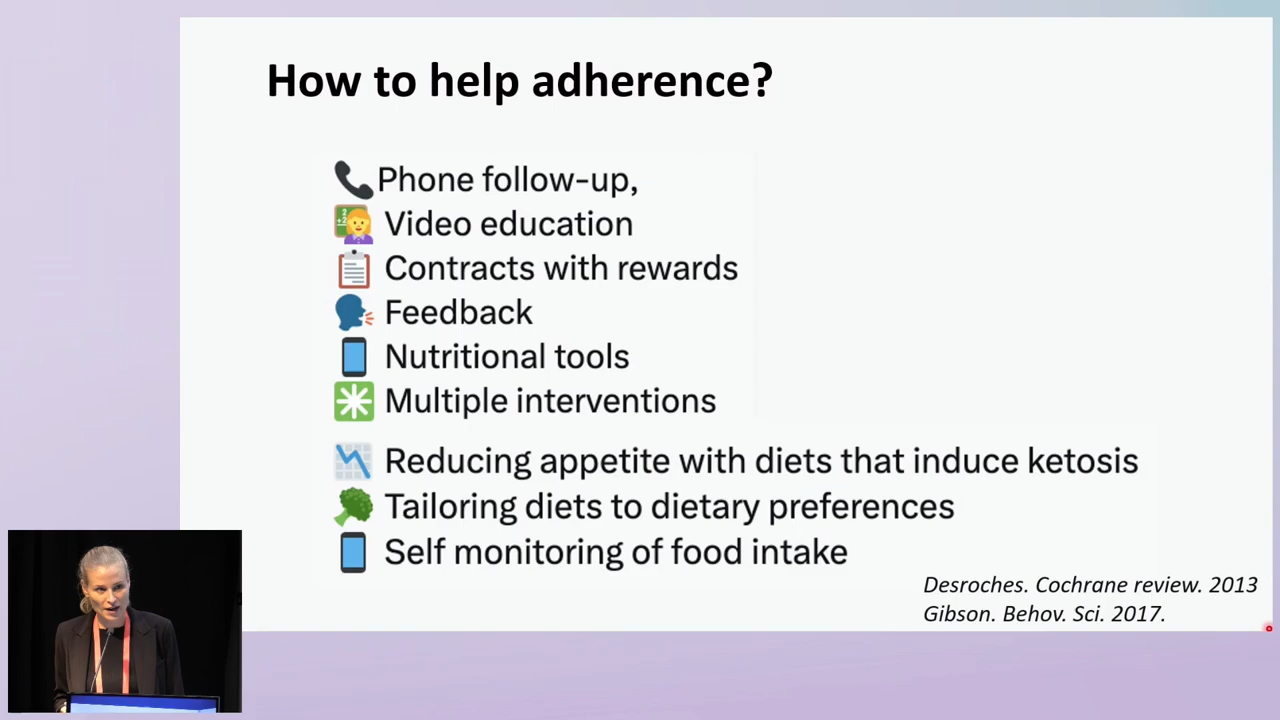 How to help adherence?
Phone follow-up,
Video education
Contracts with rewards
Feedback
Nutritional tools
Multiple interventions
Reducing appetite with diets that induce ketosis
Tailoring diets to dietary preferences
Self monitoring of food intake
Desroches. Cochrane review. 2013
Gibson. Behov. Sci. 2017.